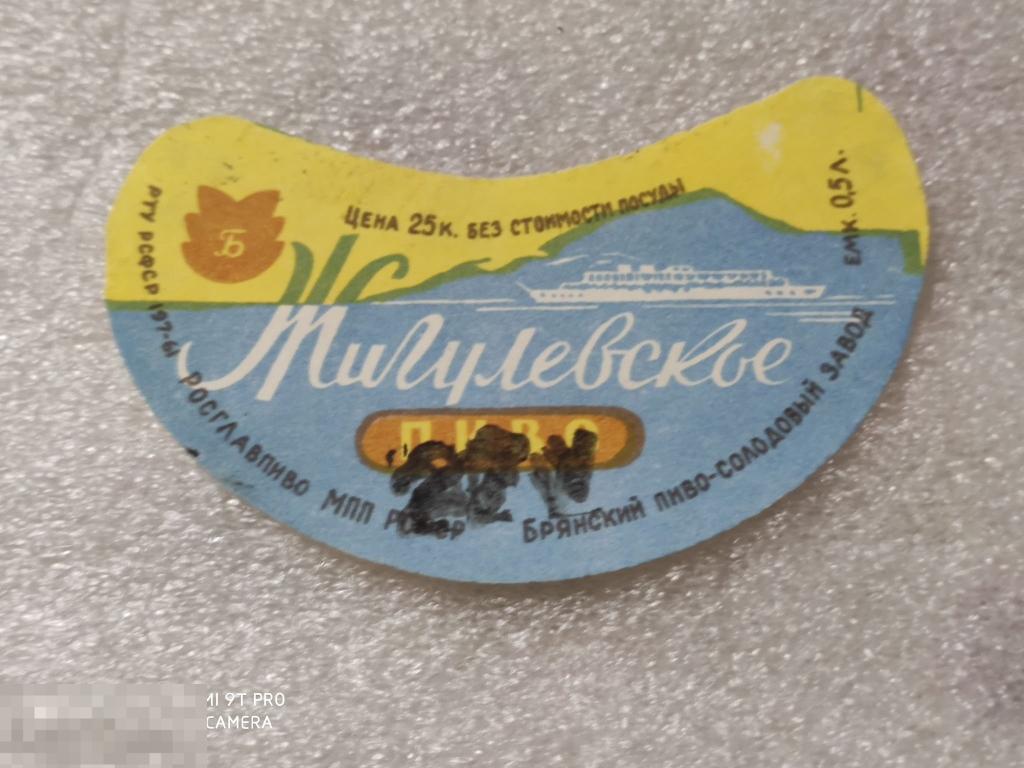 Цена 25к. без стоимости посуды
емк. 0,5л.
РТУ РСФСР 197-61
Б
Жигулевское
ПИВО
РОСГЛАВПИВО МПП РСФСР
Брянский пиво-солодовый завод
MI 9T PRO
CAMERA